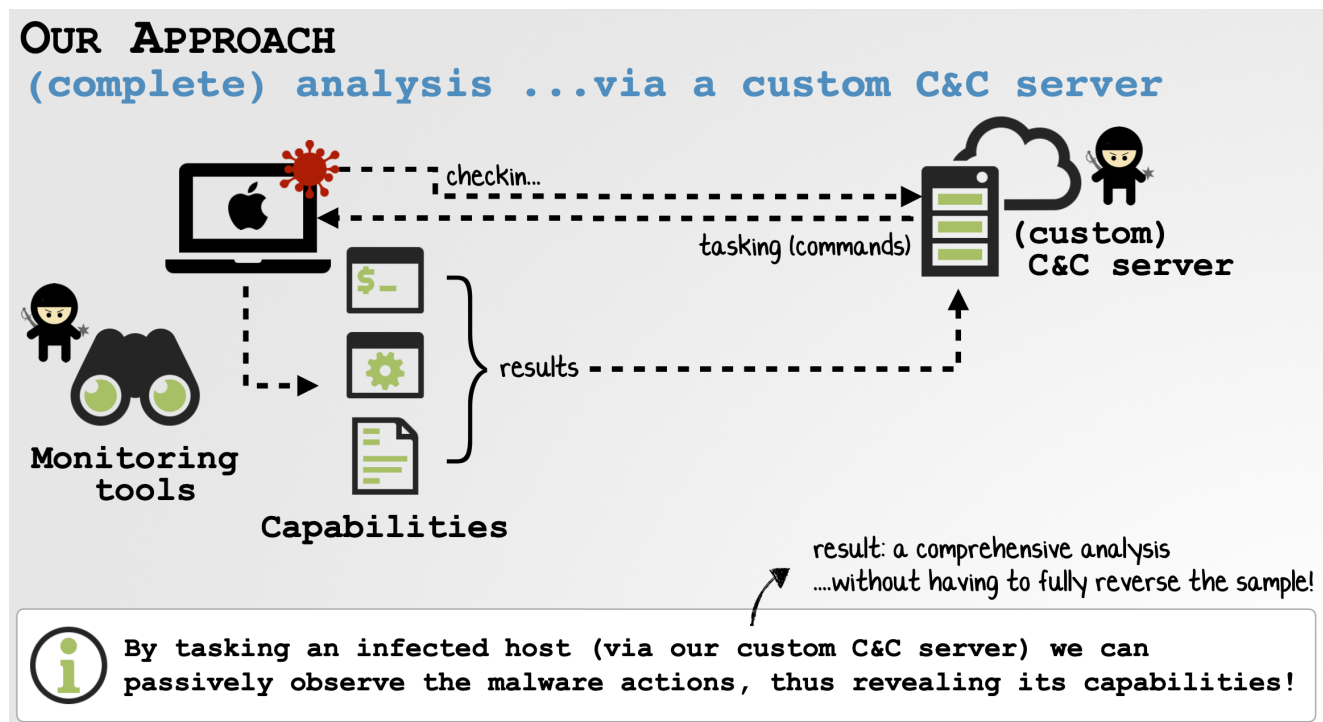 OUR APPROACH
(complete) analysis ...via a custom C&C server
checkin...
tasking (commands)
(custom)
C&C server
$_
results
Monitoring
tools
Capabilities
result: a comprehensive analysis
....without having to fully reverse the sample!
i
By tasking an infected host (via our custom C&C server) we can
passively observe the malware actions, thus revealing its capabilities!